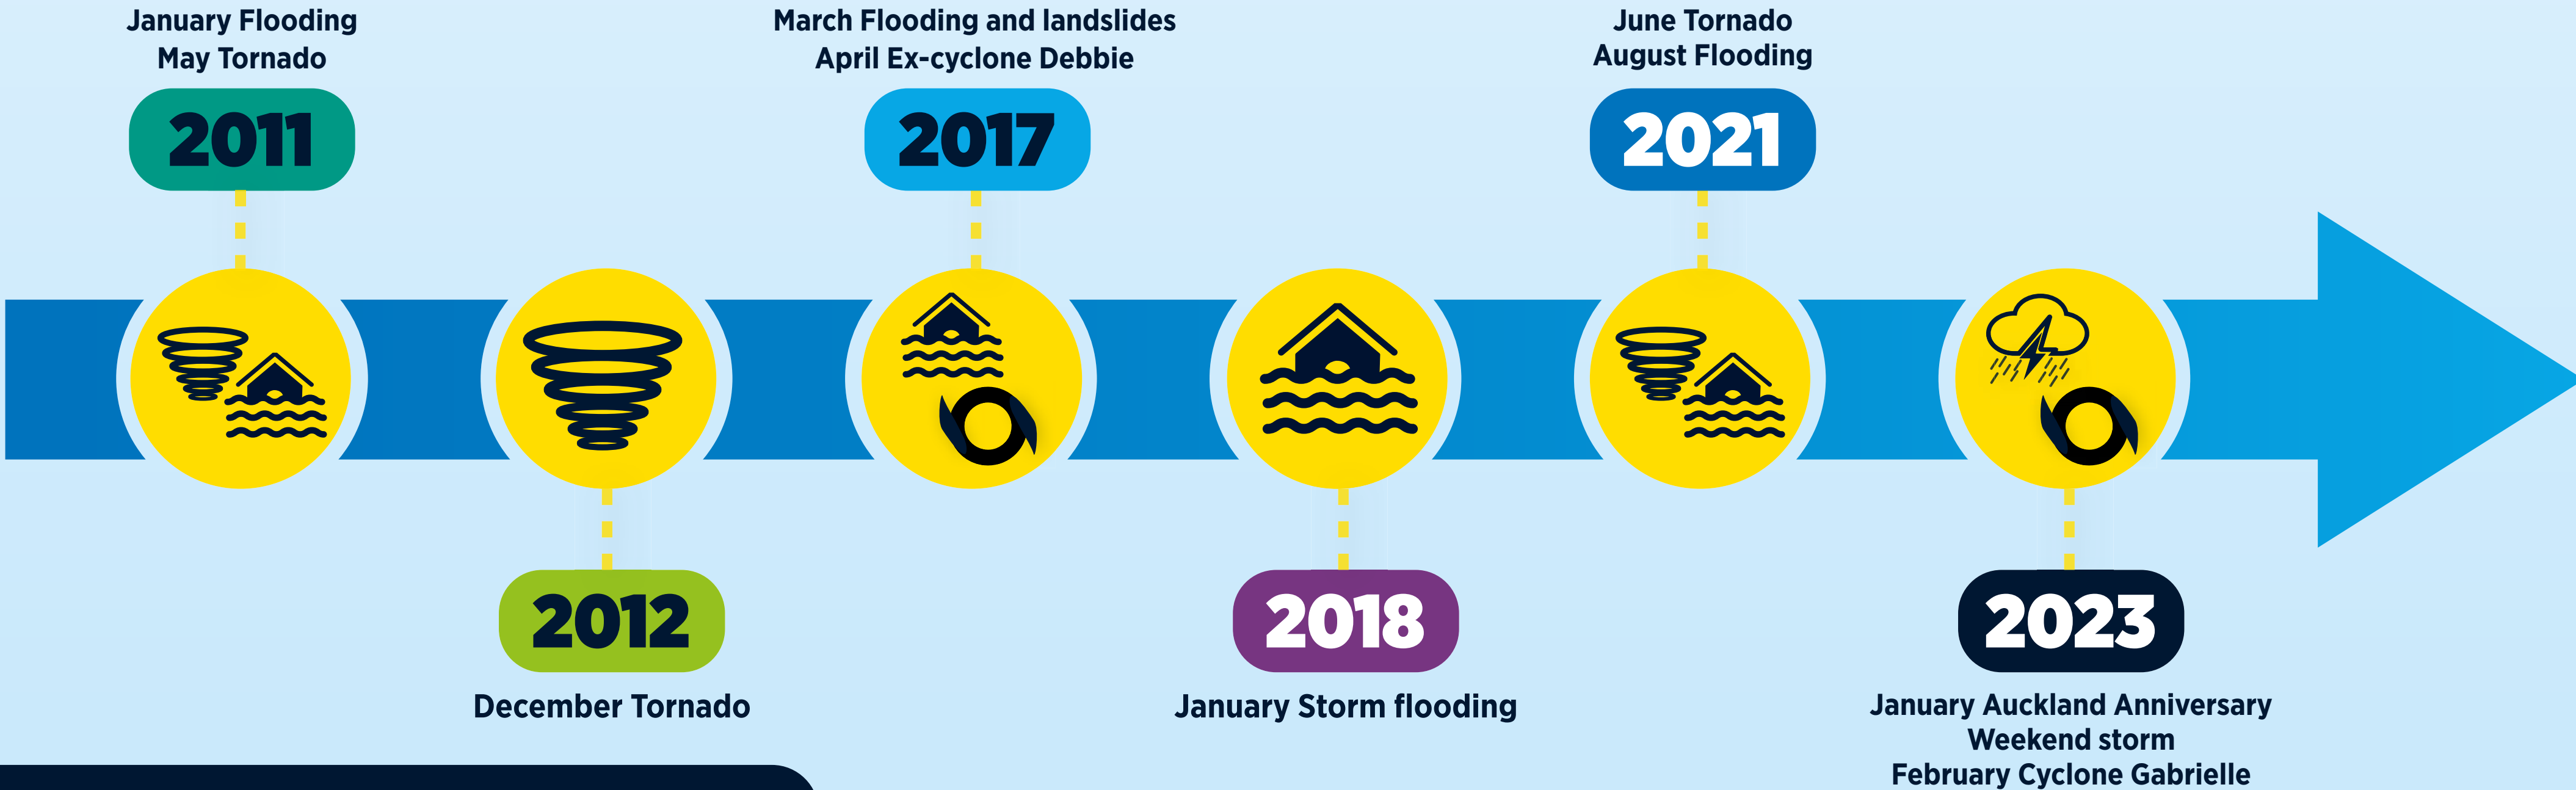 January Flooding
May Tornado
2011
December Tornado
2012
March Flooding and landslides
April Ex-cyclone Debbie
2017
2018
January Storm flooding
June Tornado
August Flooding
2021
2023
January Auckland Anniversary
Weekend storm
February Cyclone Gabrielle